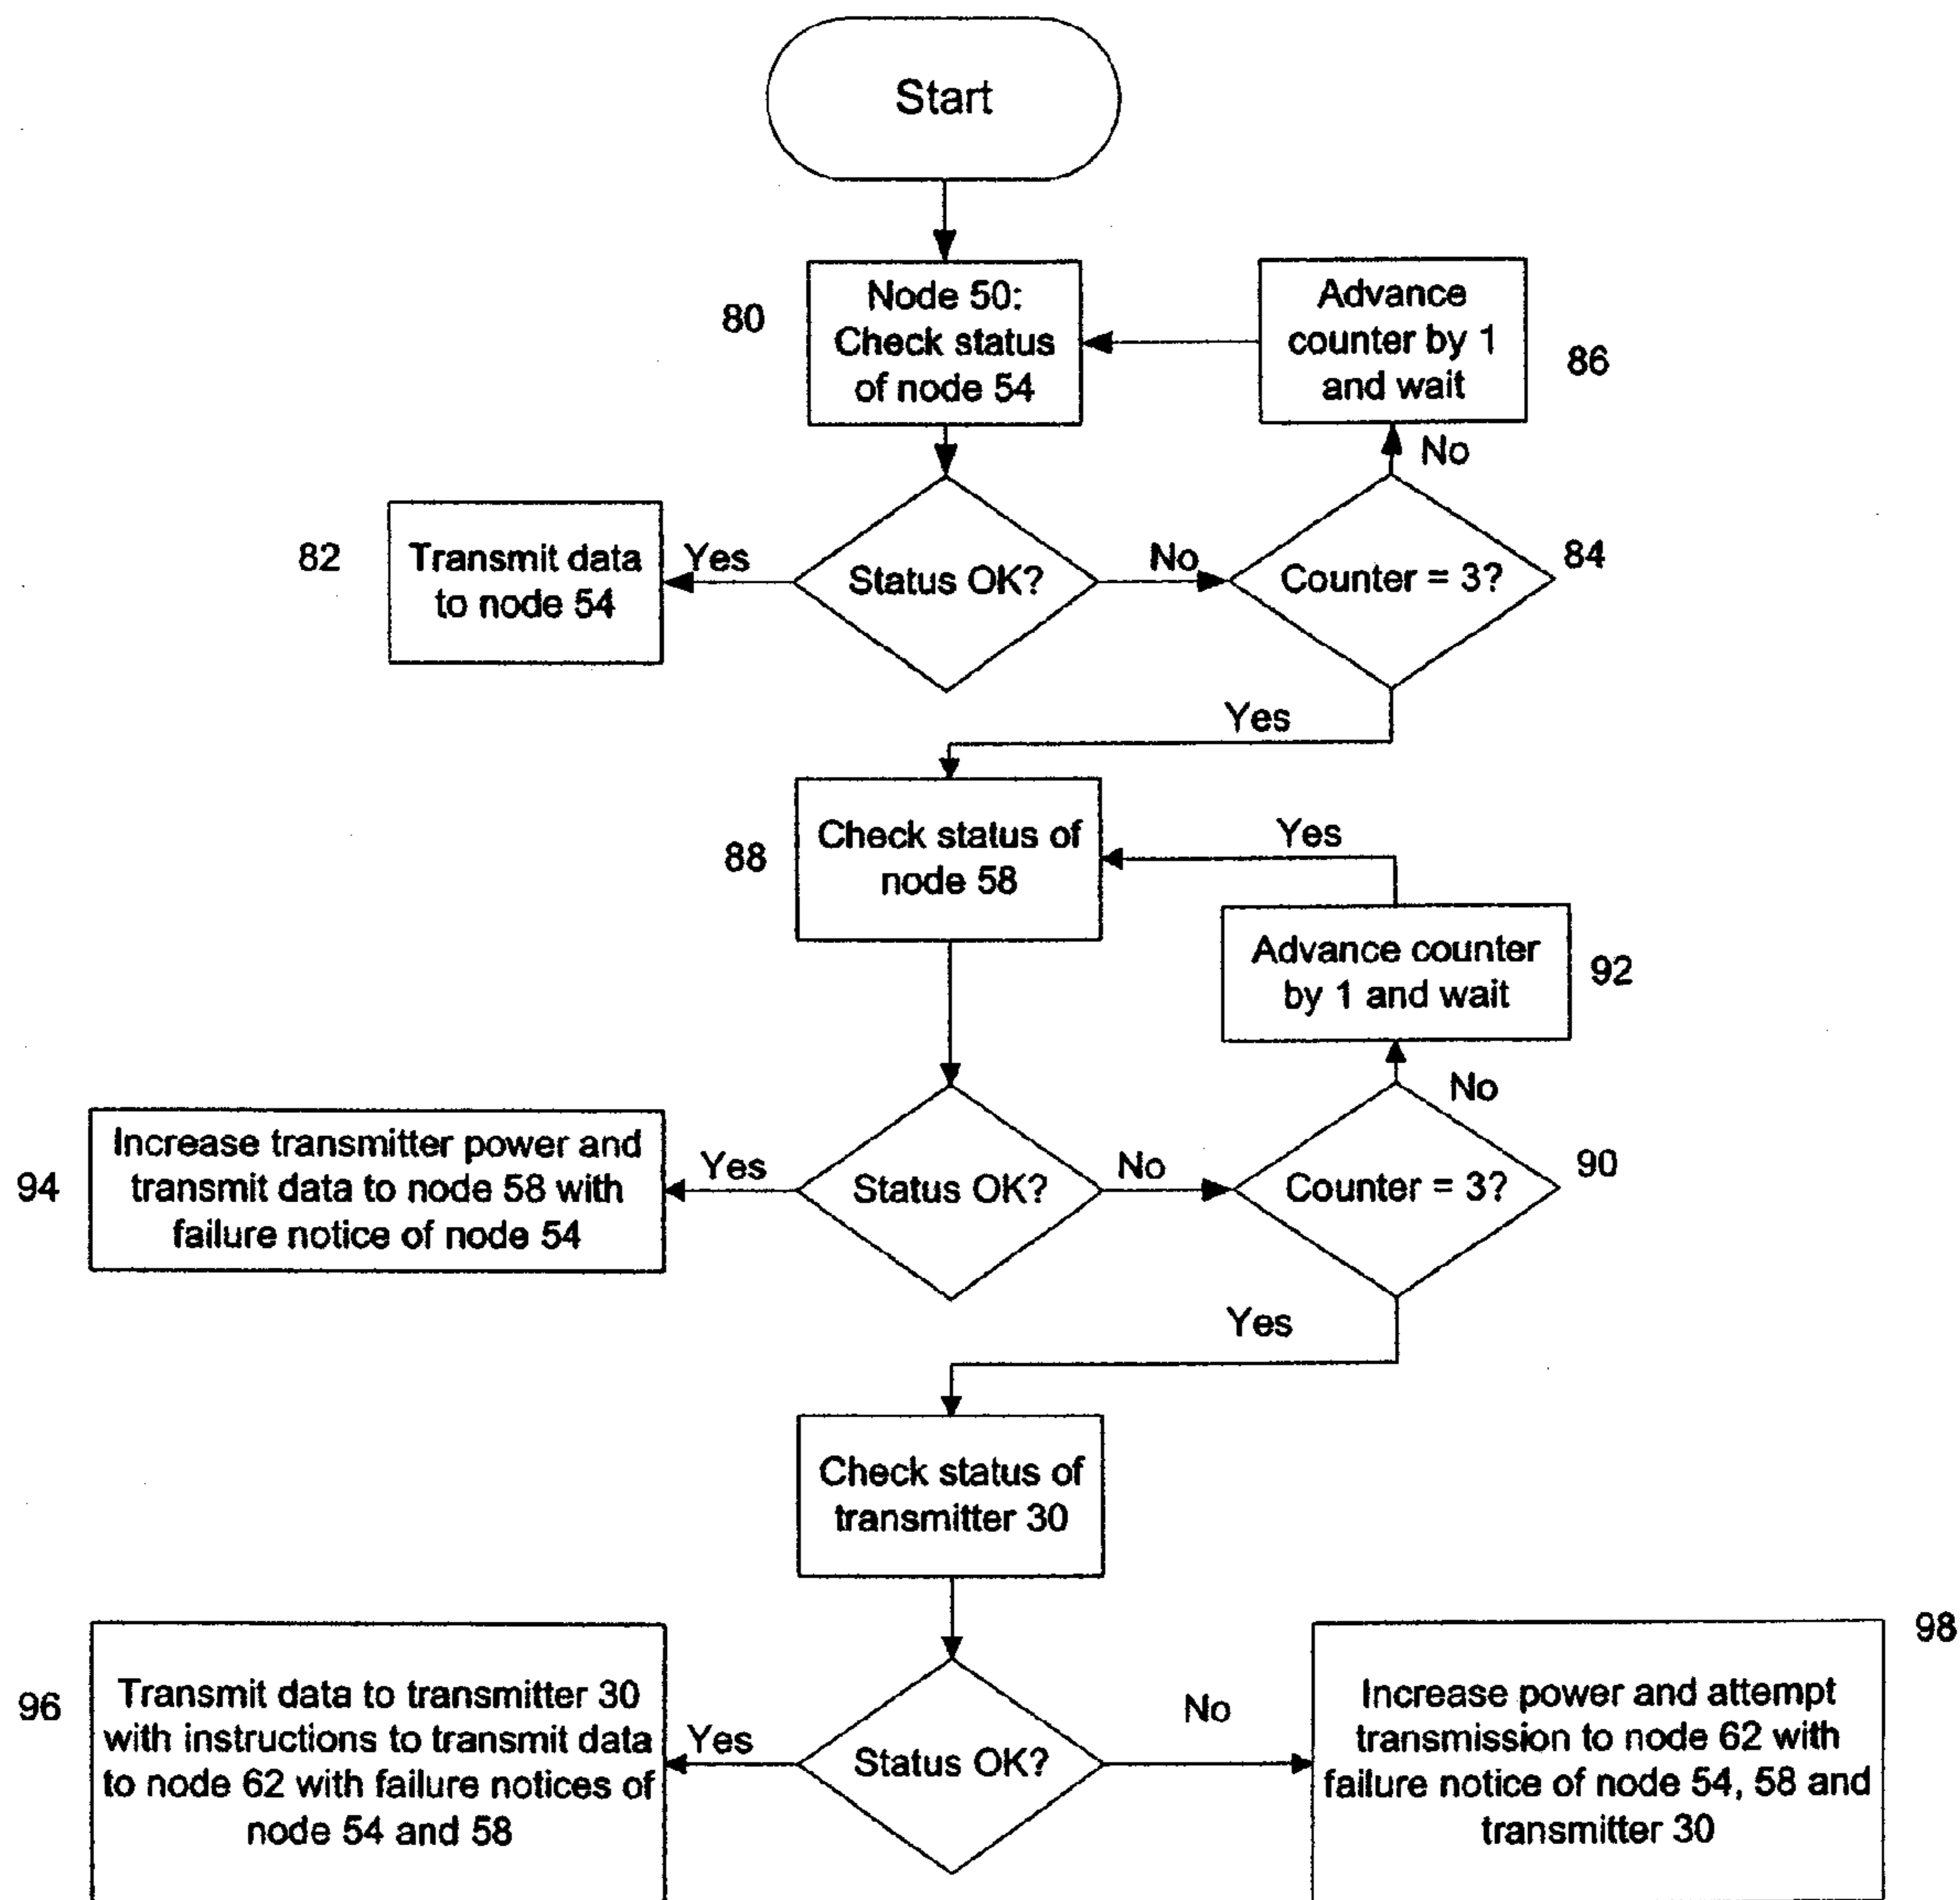 Start
80
Node 50:
Check status
of node 54
Advance
counter by 1
and wait
86
No
82
Transmit data
to node 54
Yes
Status OK?
No
Counter = 3?
84
Yes
88
Check status of
node 58
Yes
Advance counter
by 1 and wait
92
No
94
Increase transmitter power and
transmit data to node 58 with
failure notice of node 54
Yes
Status OK?
No
Counter = 3?
90
Yes
Check status of
transmitter 30
96
Transmit data to transmitter 30
with instructions to transmit data
to node 62 with failure notices of
node 54 and 58
Yes
Status OK?
No
98
Increase power and attempt
transmission to node 62 with
failure notice of node 54, 58 and
transmitter 30